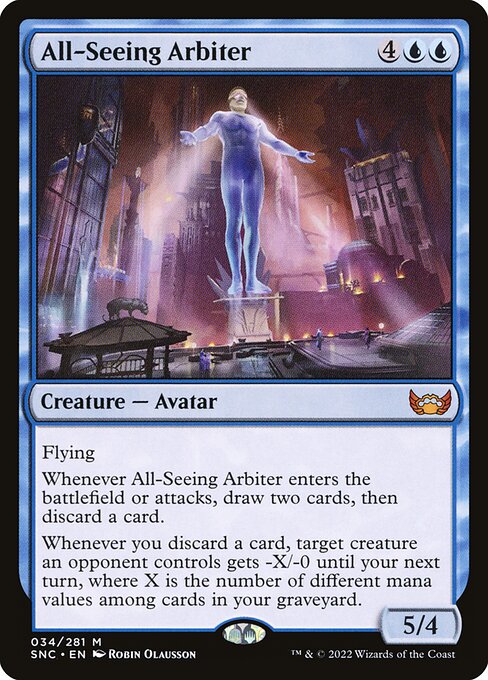 All-Seeing Arbiter 4
Creature — Avatar
Flying
Whenever All-Seeing Arbiter enters the
battlefield or attacks, draw two cards, then
discard a card.
Whenever you discard a card, target creature
an opponent controls gets -X/-0 until your next
turn, where X is the number of different mana
values among cards in your graveyard.
5/4
034/281 M
SNC • EN Robin Olausson
™ & © 2022 Wizards of the Coast